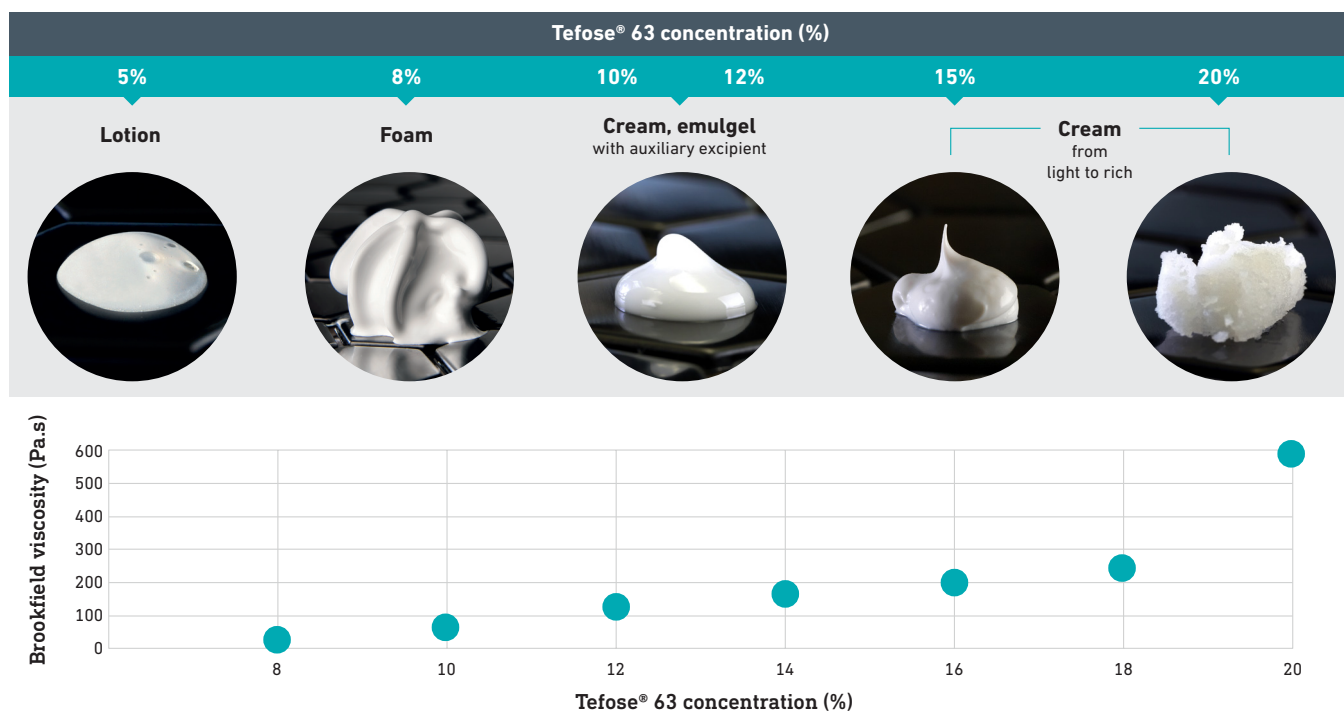 Tefose® 63 concentration (%)
5%
8%
10%
12%
15%
20%
Lotion
Foam
Cream, emulgel
with auxiliary excipient
Cream
from
light to rich
Brookfield viscosity (Pa.s)
600
500
400
300
200
100
0
8
10
12
14
16
18
20
Tefose® 63 concentration (%)